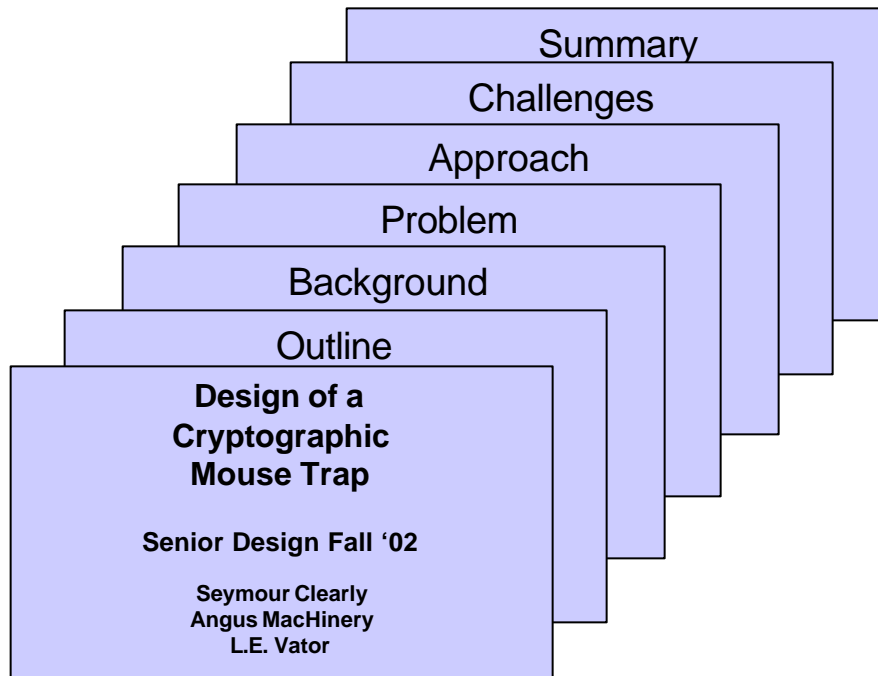 Summary
Challenges
Approach
Problem
Background
Outline
Design of a
Cryptographic
Mouse Trap
Senior Design Fall ‘02
Seymour Clearly
Angus MacHinery
L.E. Vator